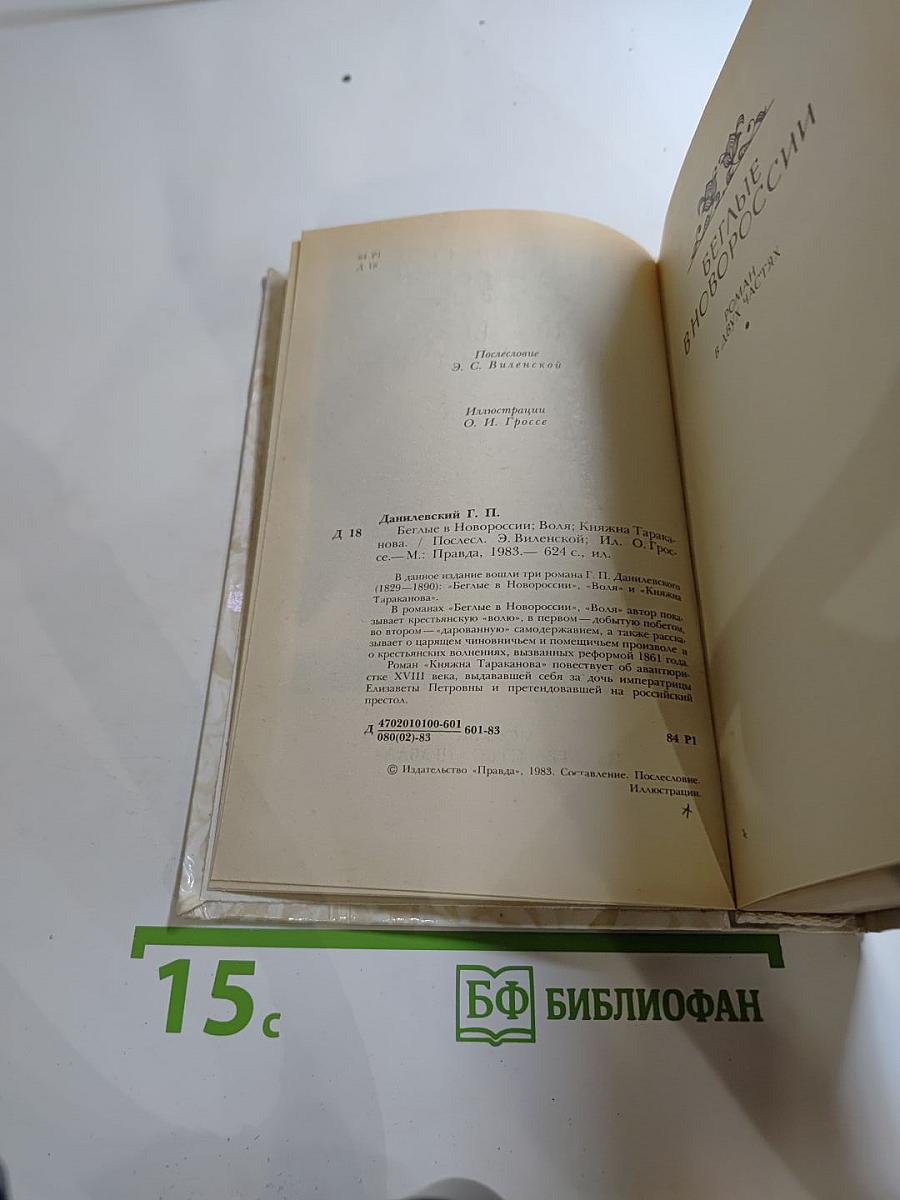 84 Р1
Д 18
Послесловие
Э. С. Виленской
Иллюстрации
О. И. Гроссе
Данилевский Г. П.
Д 18 Беглые в Новороссии; Воля; Княжна Тарака-
нова. / Послесл. Э. Виленской; Ил. О. Грос-
се.— М.: Правда, 1983.— 624 с., ил.
В данное издание вошли три романа Г. П. Данилевского
(1829—1890): «Беглые в Новороссии», «Воля» и «Княжна
Тараканова».
В романах «Беглые в Новороссии», «Воля» автор пока-
зывает крестьянскую «волю», в первом — добытую побегом,
во втором — «дарованную» самодержавием, а также расска-
зывает о царящем чиновничьем и помещичьем произволе и
о крестьянских волнениях, вызванных реформой 1861 года.
Роман «Княжна Тараканова» повествует об авантюри-
стке XVIII века, выдававшей себя за дочь императрицы
Елизаветы Петровны и претендовавшей на российский
престол.
Д 4702010100-601 601-83
080(02)-83
84 Р1
© Издательство «Правда», 1983. Составление. Послесловие.
Иллюстрации.
БЕГЛЫЕ
В НОВОРОССИИ
РОМАН
В ДВУХ ЧАСТЯХ
15 с
БФ БИБЛИОФАН